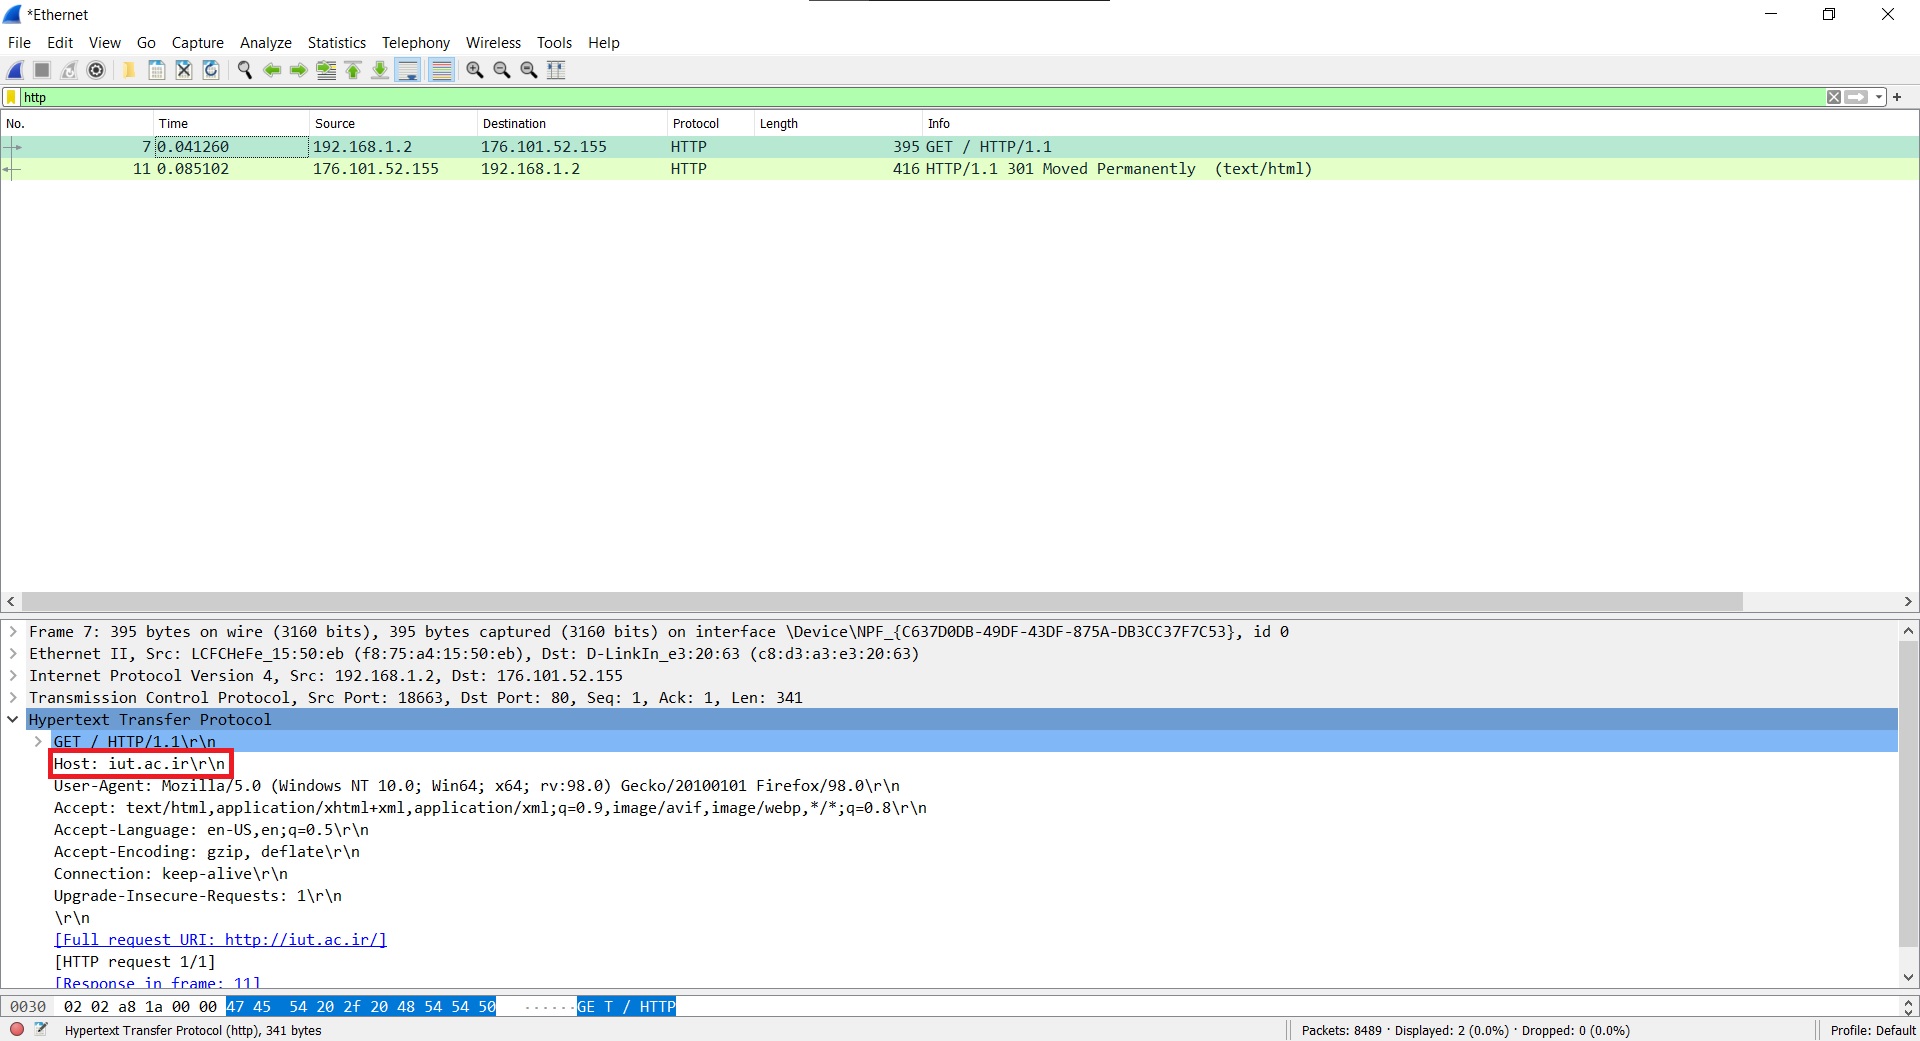 *Ethernet
File Edit View Go Capture Analyze Statistics Telephony Wireless Tools Help
http
No. Time Source Destination Protocol Length Info
7 0.041260 192.168.1.2 176.101.52.155 HTTP 395 GET / HTTP/1.1
11 0.085102 176.101.52.155 192.168.1.2 HTTP 416 HTTP/1.1 301 Moved Permanently (text/html)
Frame 7: 395 bytes on wire (3160 bits), 395 bytes captured (3160 bits) on interface \Device\NPF_{C637D0DB-49DF-43DF-875A-DB3CC37F7C53}, id 0
Ethernet II, Src: LCFCHeFe_15:50:eb (f8:75:a4:15:50:eb), Dst: D-LinkIn_e3:20:63 (c8:d3:a3:e3:20:63)
Internet Protocol Version 4, Src: 192.168.1.2, Dst: 176.101.52.155
Transmission Control Protocol, Src Port: 18663, Dst Port: 80, Seq: 1, Ack: 1, Len: 341
Hypertext Transfer Protocol
GET / HTTP/1.1\r\n
Host: iut.ac.ir\r\n
User-Agent: Mozilla/5.0 (Windows NT 10.0; Win64; x64; rv:98.0) Gecko/20100101 Firefox/98.0\r\n
Accept: text/html,application/xhtml+xml,application/xml;q=0.9,image/avif,image/webp,*/*;q=0.8\r\n
Accept-Language: en-US,en;q=0.5\r\n
Accept-Encoding: gzip, deflate\r\n
Connection: keep-alive\r\n
Upgrade-Insecure-Requests: 1\r\n
\r\n
[Full request URI: http://iut.ac.ir/]
[HTTP request 1/1]
[Response in frame: 11]
0030 02 02 a8 1a 00 00 47 45 54 20 2f 20 48 54 54 50 ······GE T / HTTP
Hypertext Transfer Protocol (http), 341 bytes Packets: 8489 · Displayed: 2 (0.0%) · Dropped: 0 (0.0%) Profile: Default